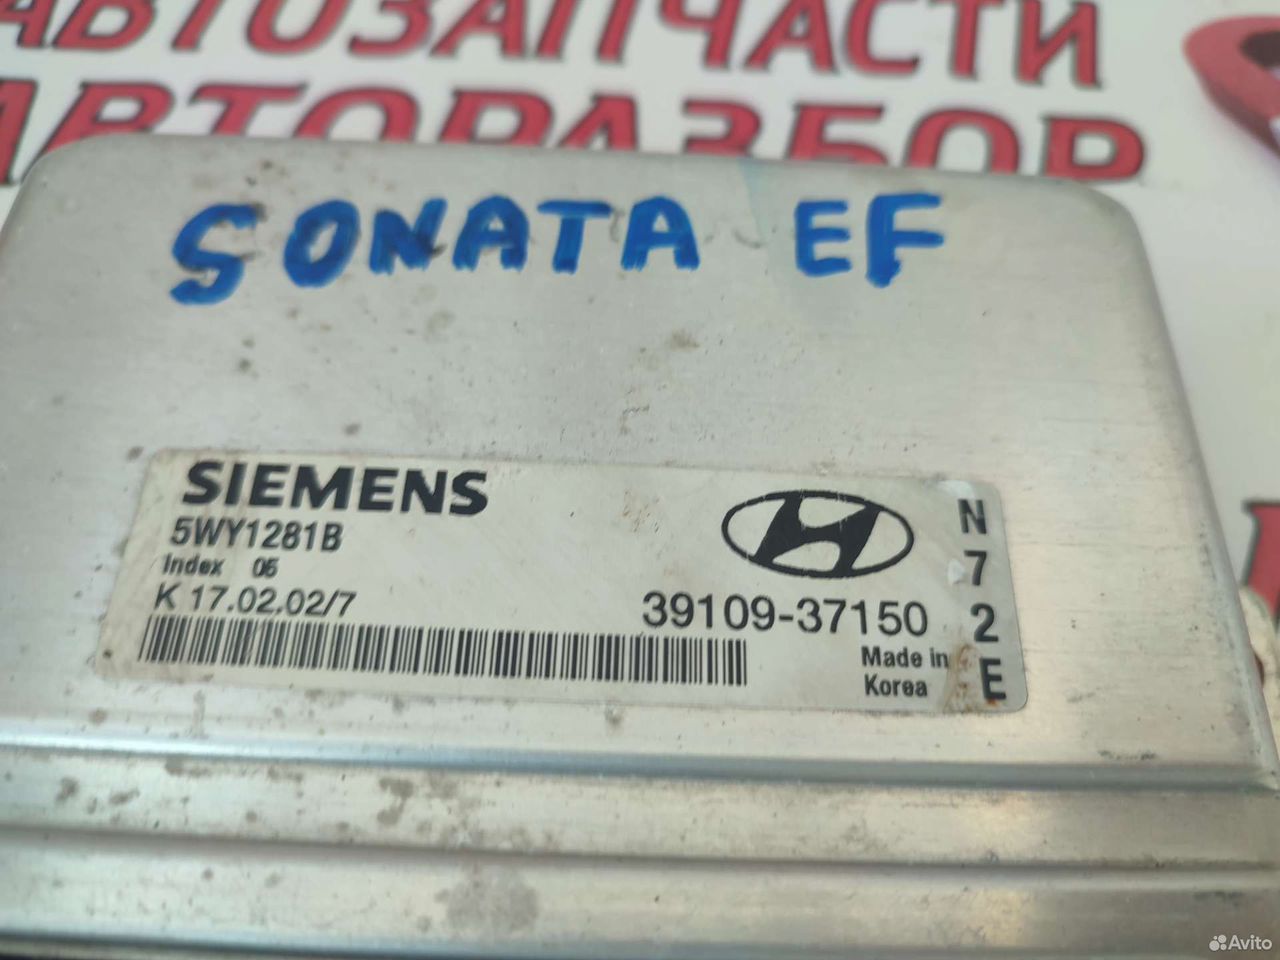 АВТОЗАПЧАСТИ
АВТОРАЗБОР
SONATA EF
SIEMENS
5WY1281B
Index 06
K 17.02.02/7
39109-37150
Made in
Korea
N
7
2
E
Avito